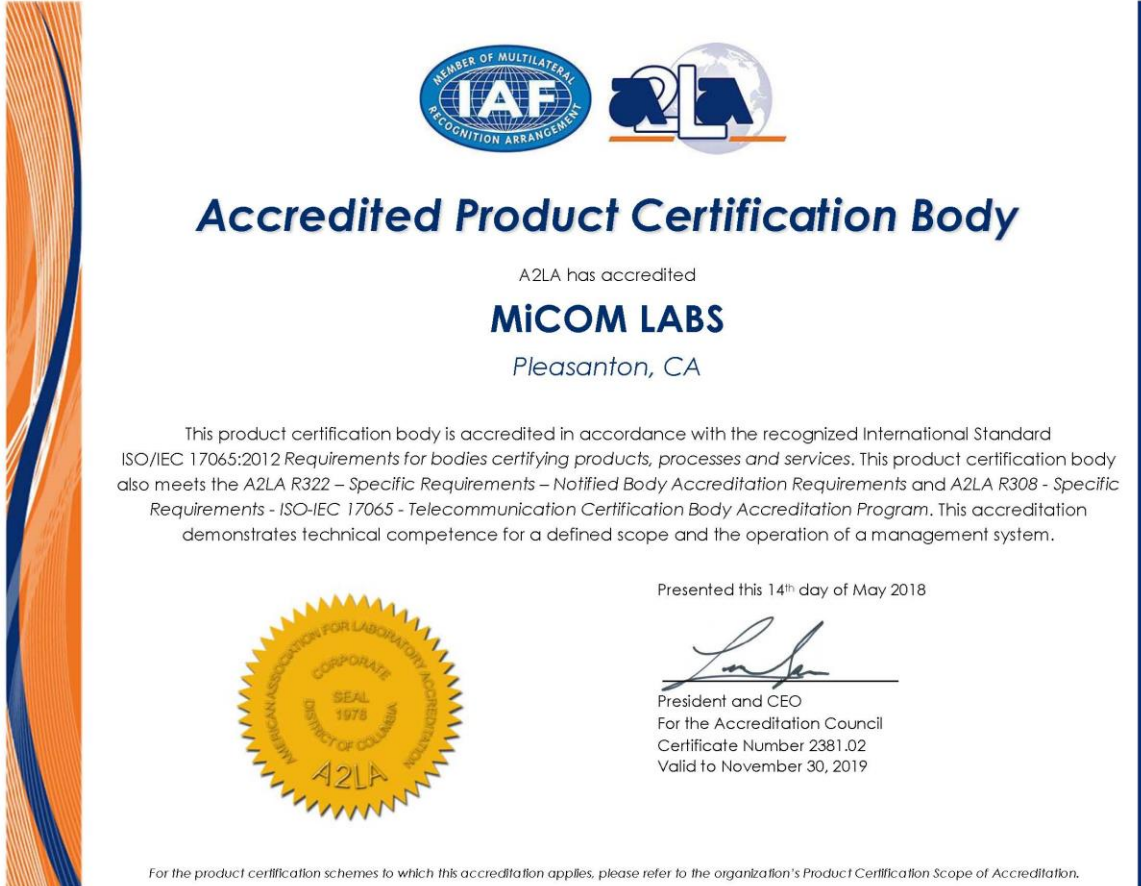 MEMBER OF MULTILATERAL
IAF
RECOGNITION ARRANGEMENT
a2La
Accredited Product Certification Body
A2LA has accredited
MiCOM LABS
Pleasanton, CA
This product certification body is accredited in accordance with the recognized International Standard
ISO/IEC 17065:2012 Requirements for bodies certifying products, processes and services. This product certification body
also meets the A2LA R322 – Specific Requirements – Notified Body Accreditation Requirements and A2LA R308 - Specific
Requirements - ISO-IEC 17065 - Telecommunication Certification Body Accreditation Program. This accreditation
demonstrates technical competence for a defined scope and the operation of a management system.
Presented this 14th day of May 2018
President and CEO
For the Accreditation Council
Certificate Number 2381.02
Valid to November 30, 2019
AMERICAN ASSOCIATION FOR LABORATORY ACCREDITATION
CORPORATE
SEAL
1978
DISTRICT OF COLUMBIA
A2LA
For the product certification schemes to which this accreditation applies, please refer to the organization's Product Certification Scope of Accreditation.